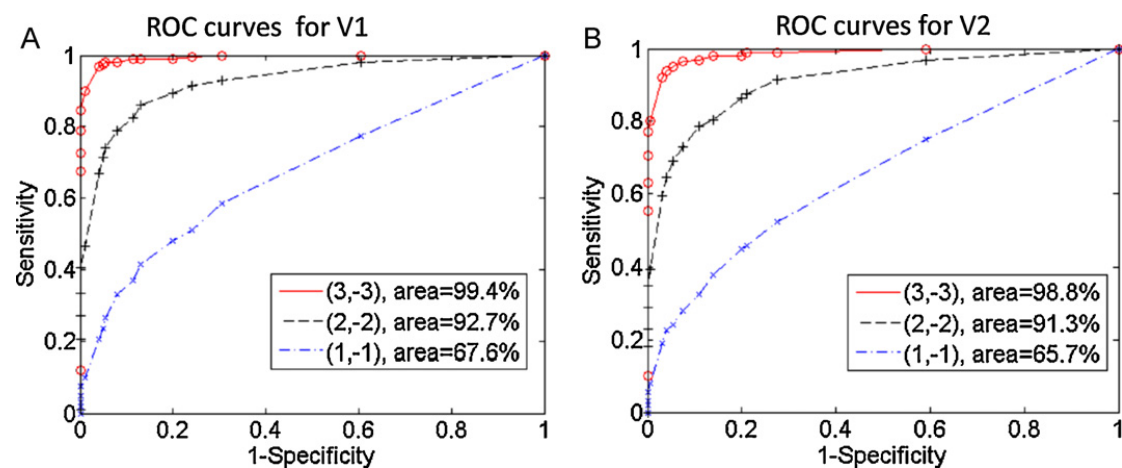 A
ROC curves for V1
1
0.8
0.6
0.4
0.2
0
Sensitivity
(3,-3), area=99.4%
(2,-2), area=92.7%
(1,-1), area=67.6%
0
0.2
0.4
0.6
0.8
1
1-Specificity
B
ROC curves for V2
1
0.8
0.6
0.4
0.2
0
Sensitivity
(3,-3), area=98.8%
(2,-2), area=91.3%
(1,-1), area=65.7%
0
0.2
0.4
0.6
0.8
1
1-Specificity